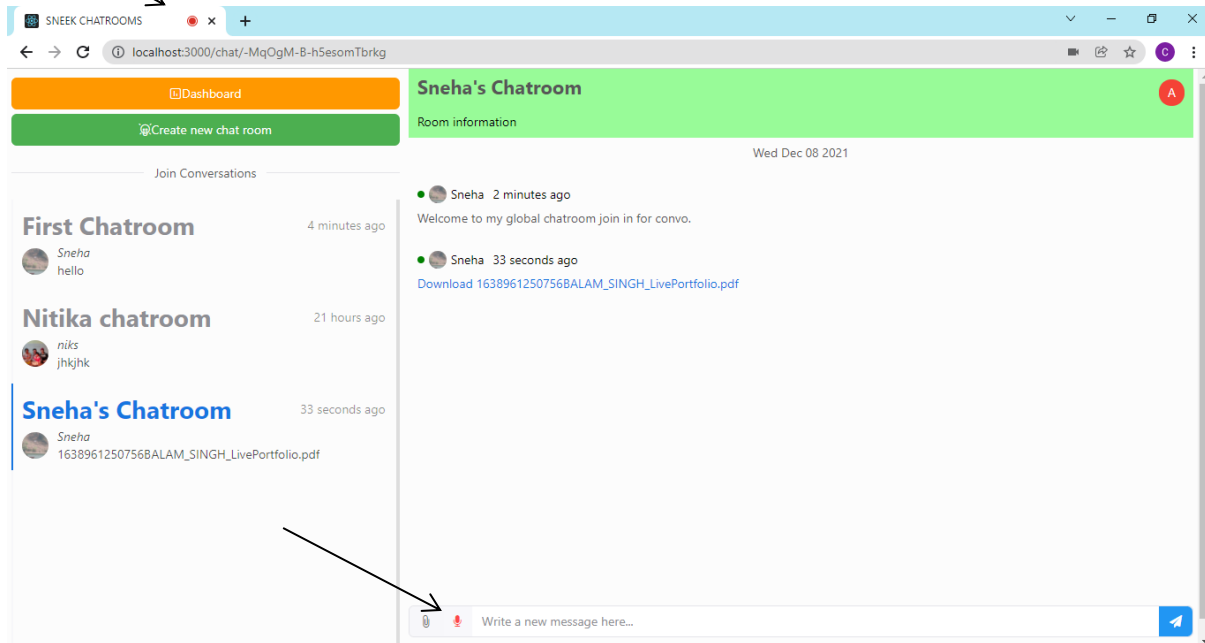 SNEEK CHATROOMS
localhost:3000/chat/-MqOgM-B-h5esomTbrkg
C
Dashboard
Create new chat room
Join Conversations
First Chatroom 4 minutes ago
Sneha
hello
Nitika chatroom 21 hours ago
niks
jhkjhk
Sneha's Chatroom 33 seconds ago
Sneha
1638961250756BALAM_SINGH_LivePortfolio.pdf
Sneha's Chatroom
A
Room information
Wed Dec 08 2021
Sneha 2 minutes ago
Welcome to my global chatroom join in for convo.
Sneha 33 seconds ago
Download 1638961250756BALAM_SINGH_LivePortfolio.pdf
Write a new message here...